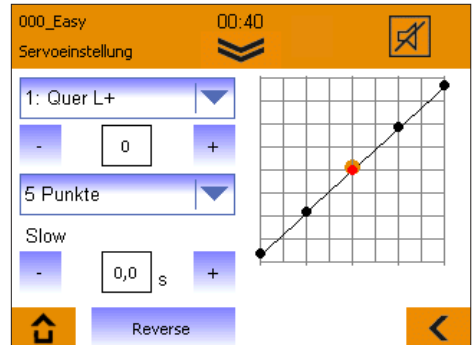 000_Easy 00:40
Servoeinstellung
1: Quer L+
- 0 +
5 Punkte
Slow
- 0,0 s +
Reverse